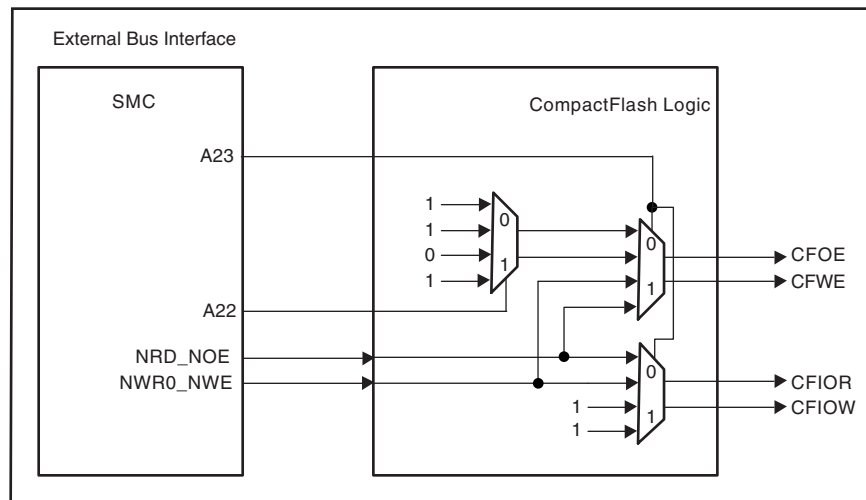 External Bus Interface
SMC
CompactFlash Logic
A23
1
1
0
1
0
1
A22
0
1
CFOE
CFWE
NRD_NOE
NWR0_NWE
0
1
1
1
CFIOR
CFIOW